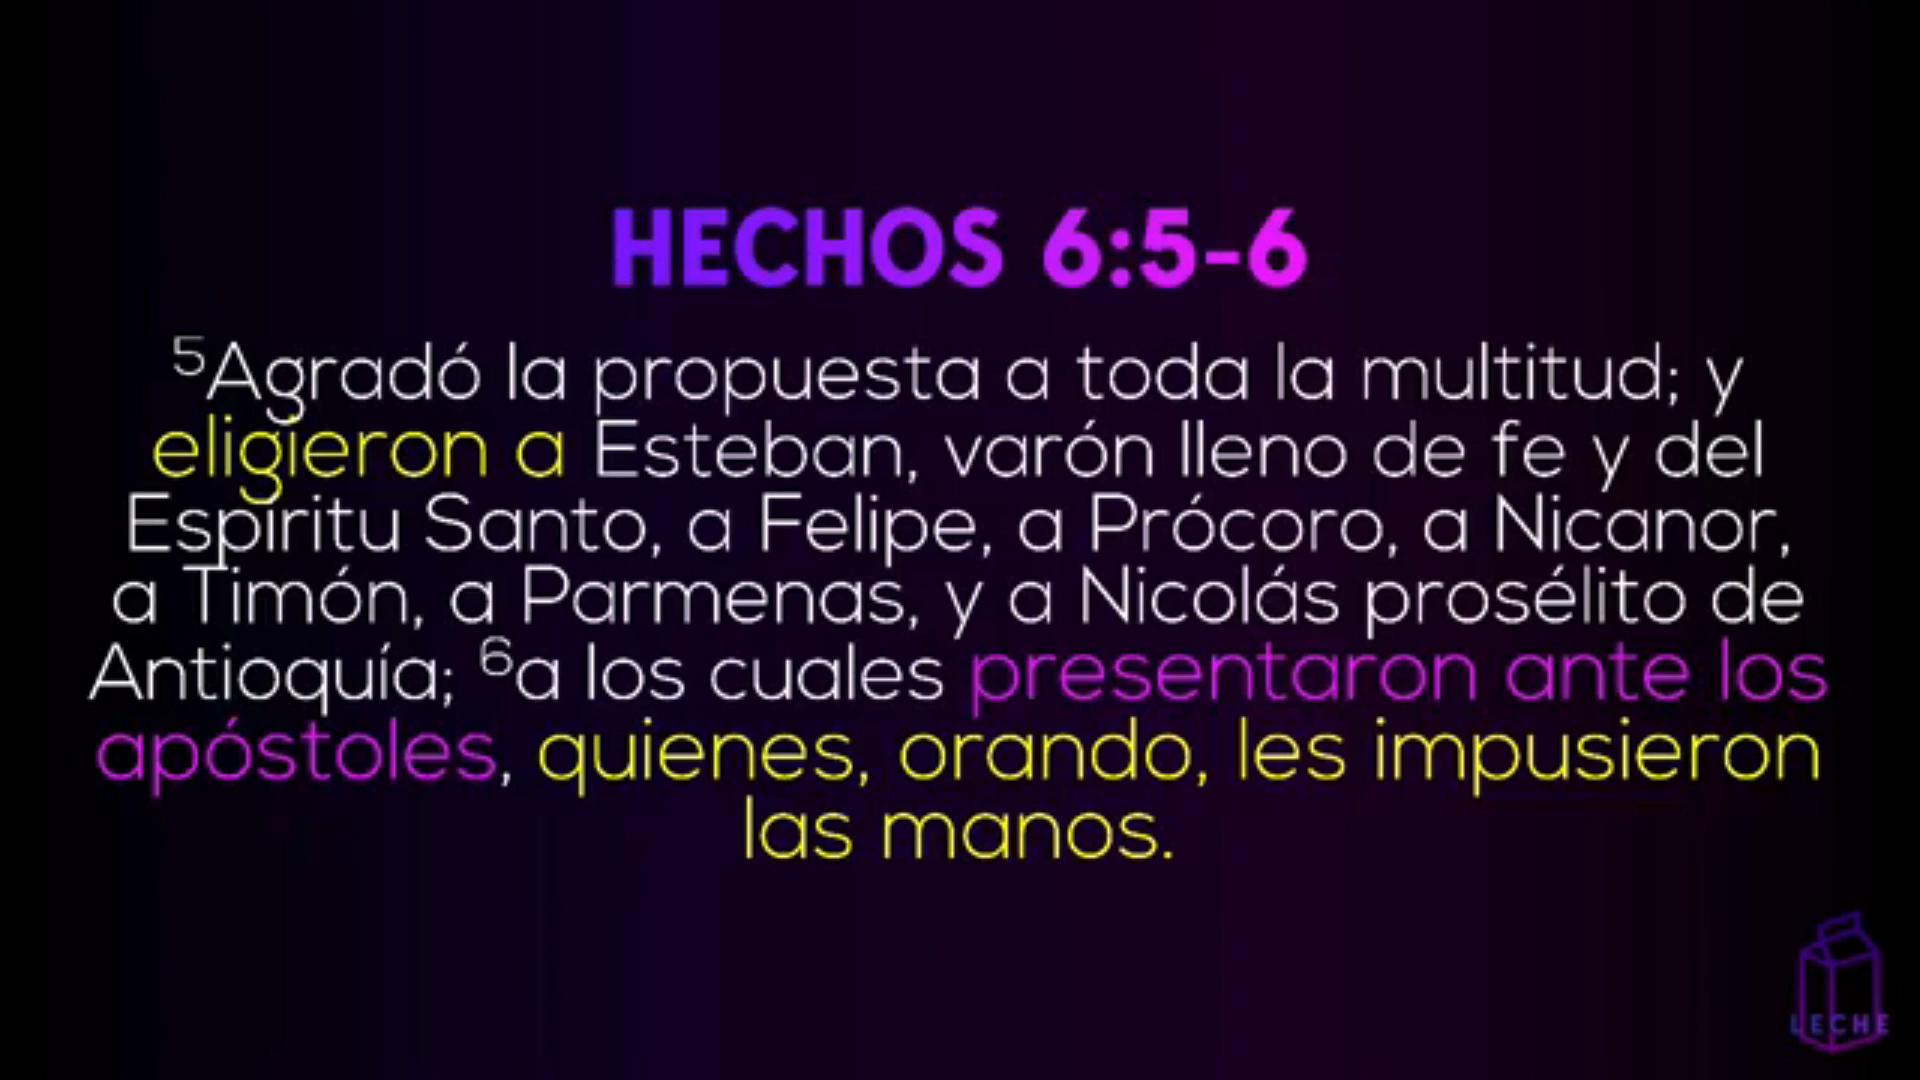 HECHOS 6:5-6
⁵Agradó la propuesta a toda la multitud; y
eligieron a Esteban, varón lleno de fe y del
Espíritu Santo, a Felipe, a Prócoro, a Nicanor,
a Timón, a Parmenas, y a Nicolás prosélito de
Antioquía; ⁶a los cuales presentaron ante los
apóstoles, quienes, orando, les impusieron
las manos.
LECHE